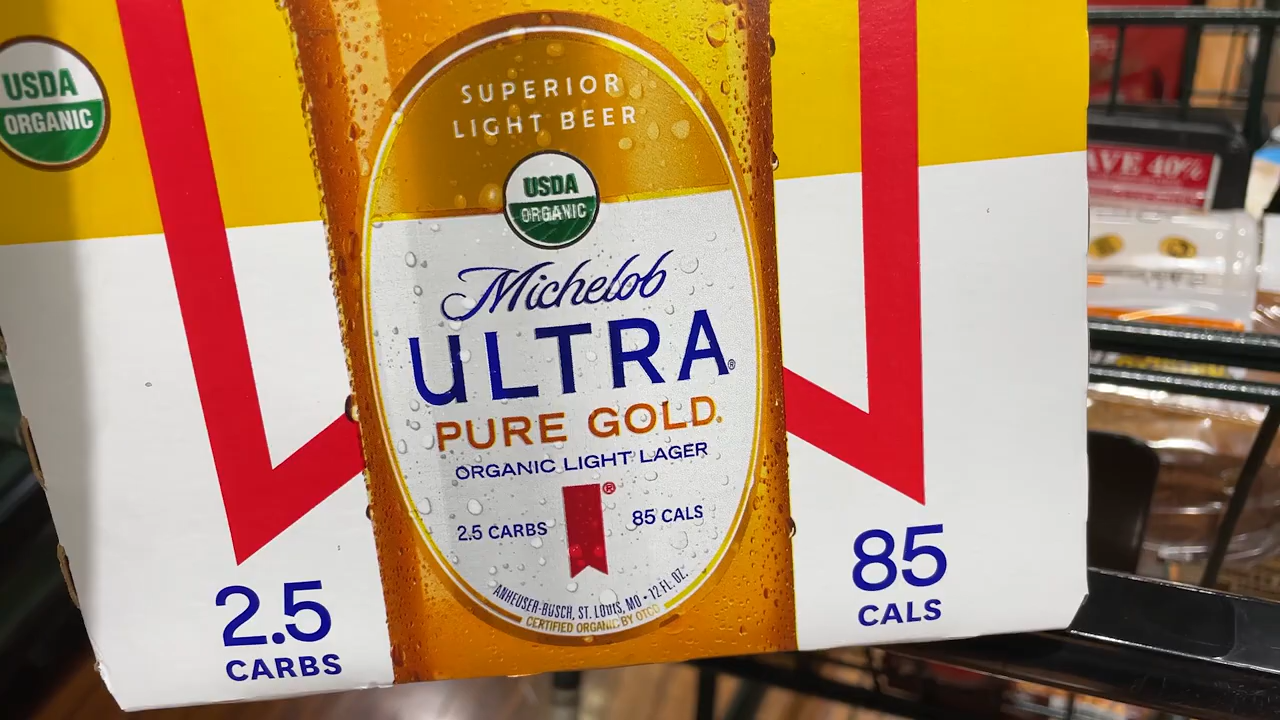 USDA
ORGANIC
SUPERIOR
LIGHT BEER
USDA
ORGANIC
Michelob
ULTRA®
PURE GOLD.
ORGANIC LIGHT LAGER
®
2.5 CARBS
85 CALS
ANHEUSER-BUSCH, ST. LOUIS, MO • 12 FL. OZ.
CERTIFIED ORGANIC BY OTCO
2.5
CARBS
85
CALS
AVE 40%